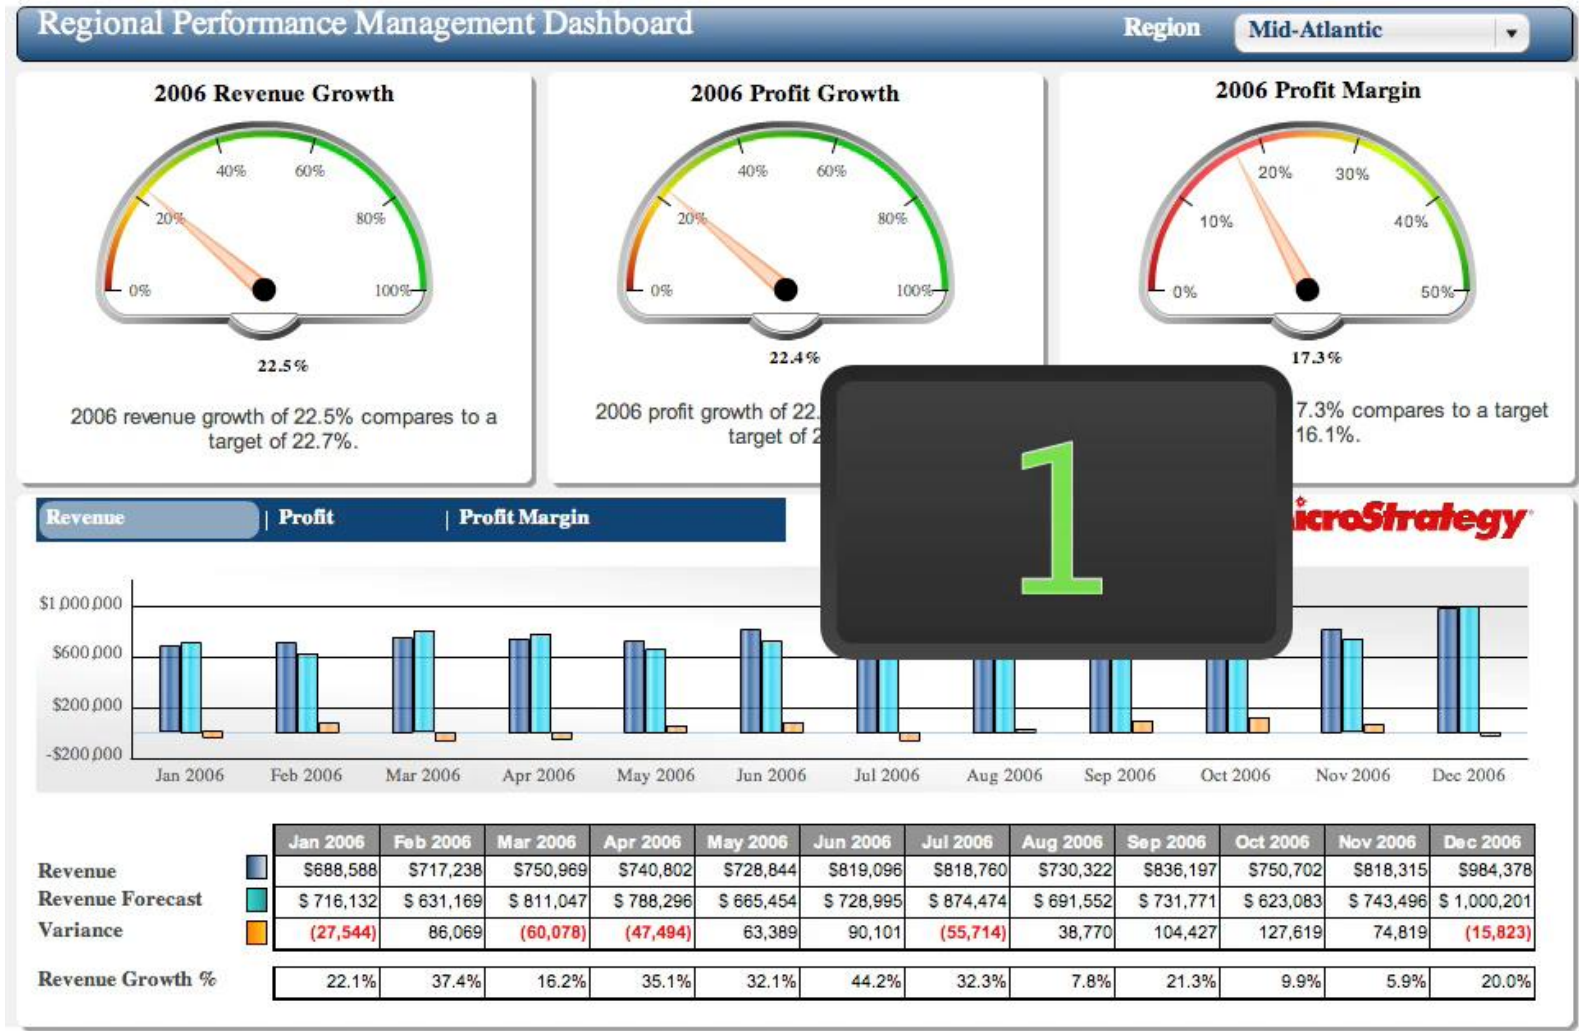 Regional Performance Management Dashboard
Region Mid-Atlantic
2006 Revenue Growth
0% 20% 40% 60% 80% 100%
22.5%
2006 revenue growth of 22.5% compares to a
target of 22.7%.
2006 Profit Growth
0% 20% 40% 60% 80% 100%
22.4%
2006 profit growth of 22.
target of
2006 Profit Margin
0% 10% 20% 30% 40% 50%
17.3%
7.3% compares to a target
16.1%.
1
Revenue | Profit | Profit Margin
icroStrategy
$1,000,000
$600,000
$200,000
-$200,000
Jan 2006 Feb 2006 Mar 2006 Apr 2006 May 2006 Jun 2006 Jul 2006 Aug 2006 Sep 2006 Oct 2006 Nov 2006 Dec 2006
Jan 2006 Feb 2006 Mar 2006 Apr 2006 May 2006 Jun 2006 Jul 2006 Aug 2006 Sep 2006 Oct 2006 Nov 2006 Dec 2006
Revenue $688,588 $717,238 $750,969 $740,802 $728,844 $819,096 $818,760 $730,322 $836,197 $750,702 $818,315 $984,378
Revenue Forecast $ 716,132 $ 631,169 $ 811,047 $ 788,296 $ 665,454 $ 728,995 $ 874,474 $ 691,552 $ 731,771 $ 623,083 $ 743,496 $ 1,000,201
Variance (27,544) 86,069 (60,078) (47,494) 63,389 90,101 (55,714) 38,770 104,427 127,619 74,819 (15,823)
Revenue Growth % 22.1% 37.4% 16.2% 35.1% 32.1% 44.2% 32.3% 7.8% 21.3% 9.9% 5.9% 20.0%